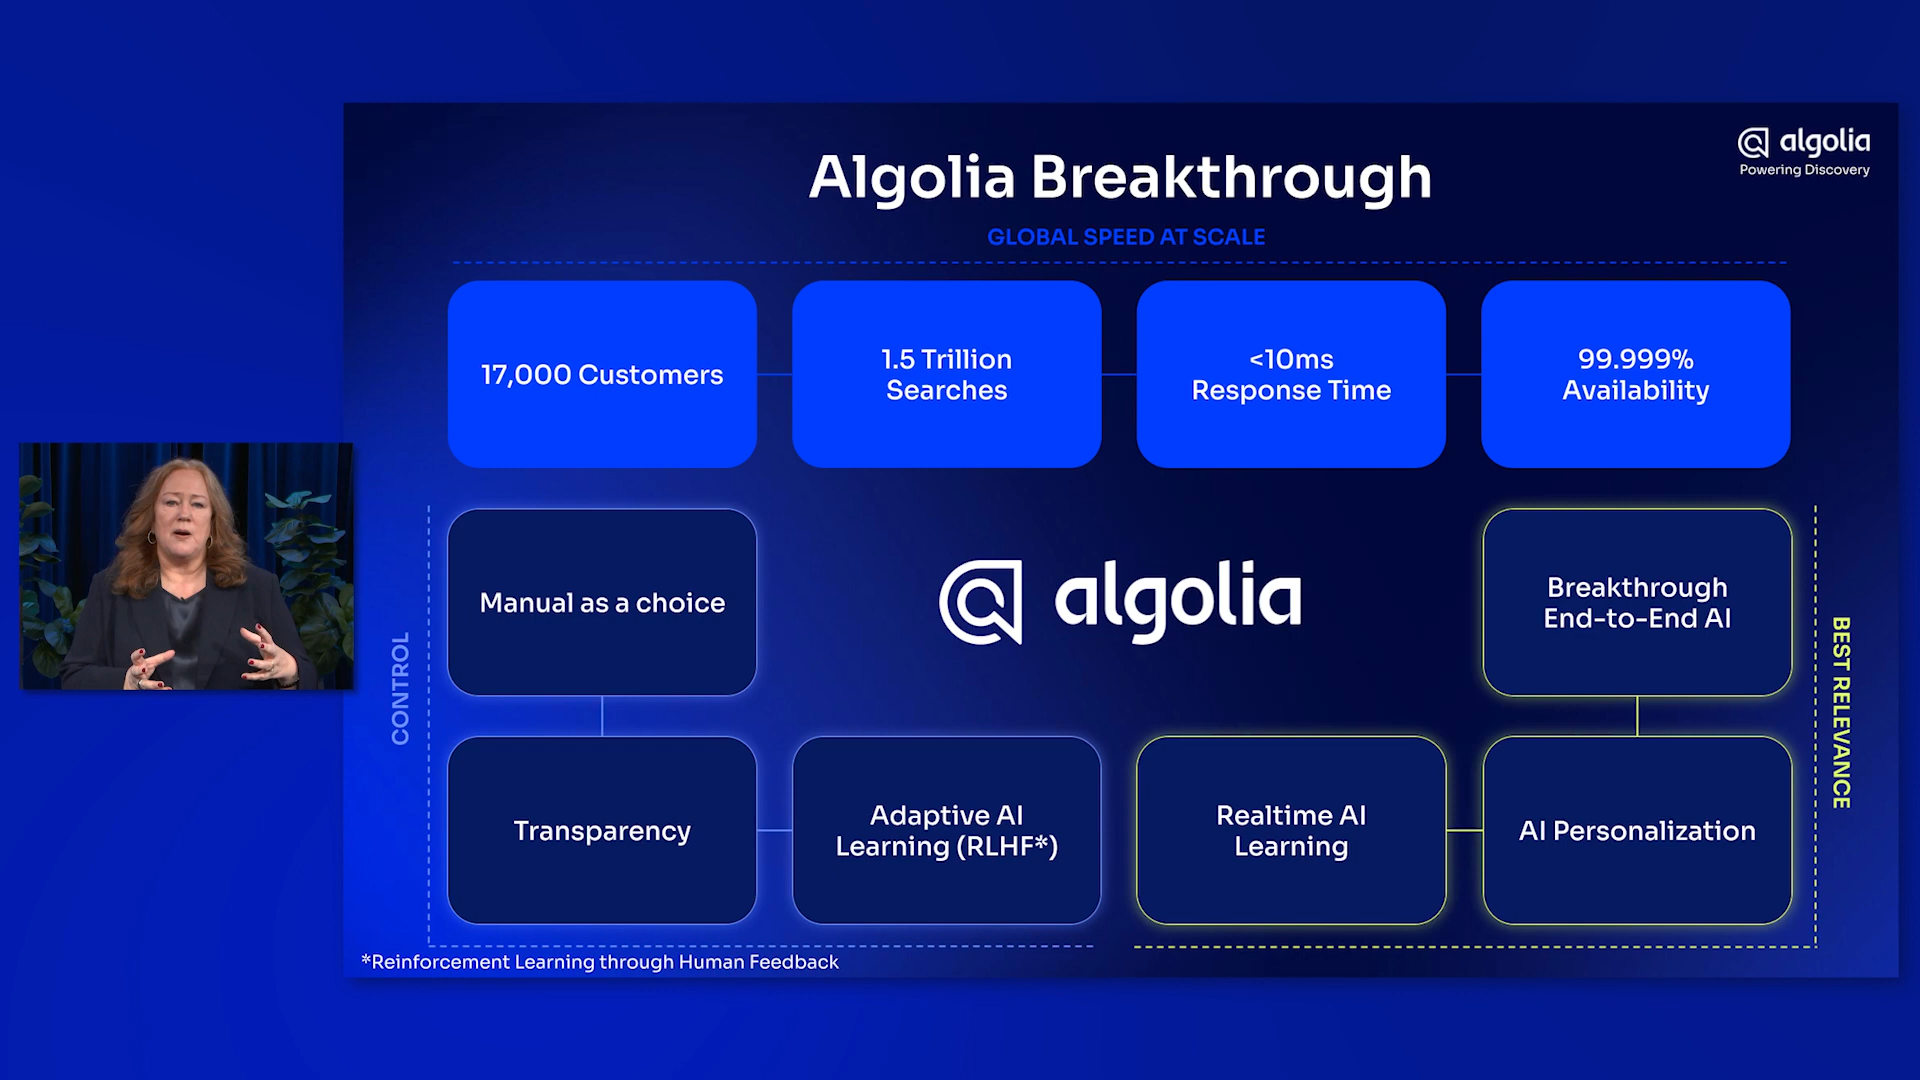 algolia
Powering Discovery
Algolia Breakthrough
GLOBAL SPEED AT SCALE
17,000 Customers
1.5 Trillion
Searches
<10ms
Response Time
99.999%
Availability
CONTROL
Manual as a choice
algolia
Breakthrough
End-to-End AI
BEST RELEVANCE
Transparency
Adaptive AI
Learning (RLHF*)
Realtime AI
Learning
AI Personalization
*Reinforcement Learning through Human Feedback